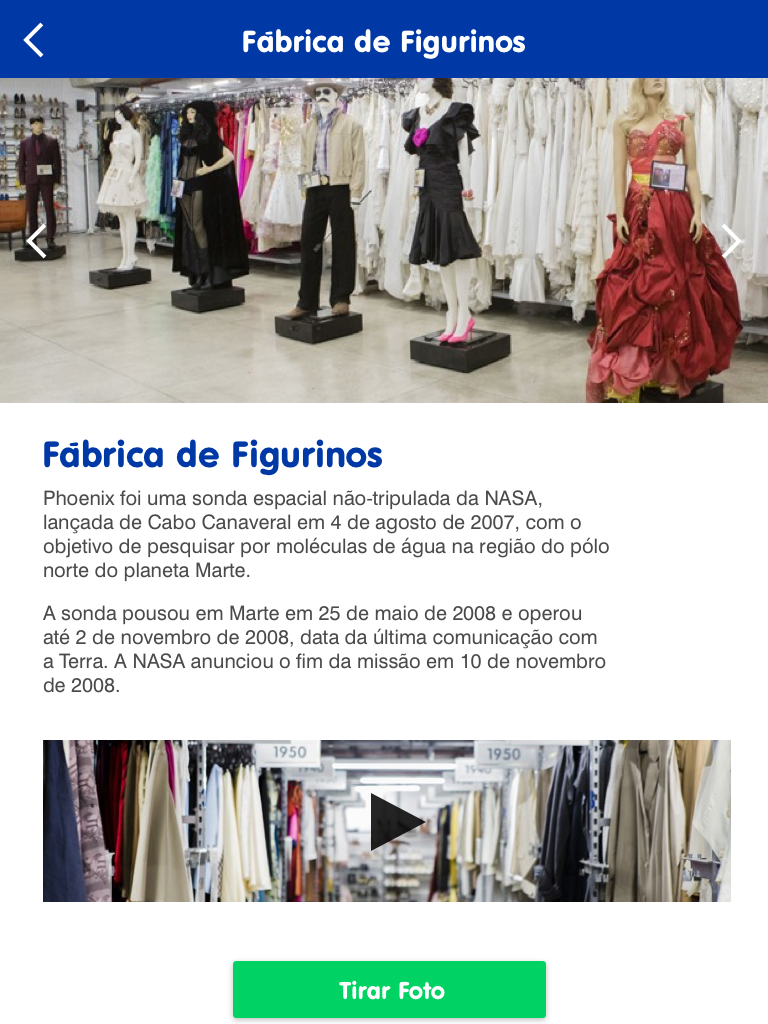 Fábrica de Figurinos
Fábrica de Figurinos
Phoenix foi uma sonda espacial não-tripulada da NASA,
lançada de Cabo Canaveral em 4 de agosto de 2007, com o
objetivo de pesquisar por moléculas de água na região do pólo
norte do planeta Marte.
A sonda pousou em Marte em 25 de maio de 2008 e operou
até 2 de novembro de 2008, data da última comunicação com
a Terra. A NASA anunciou o fim da missão em 10 de novembro
de 2008.
1950 1950
1940 1940
Tirar Foto